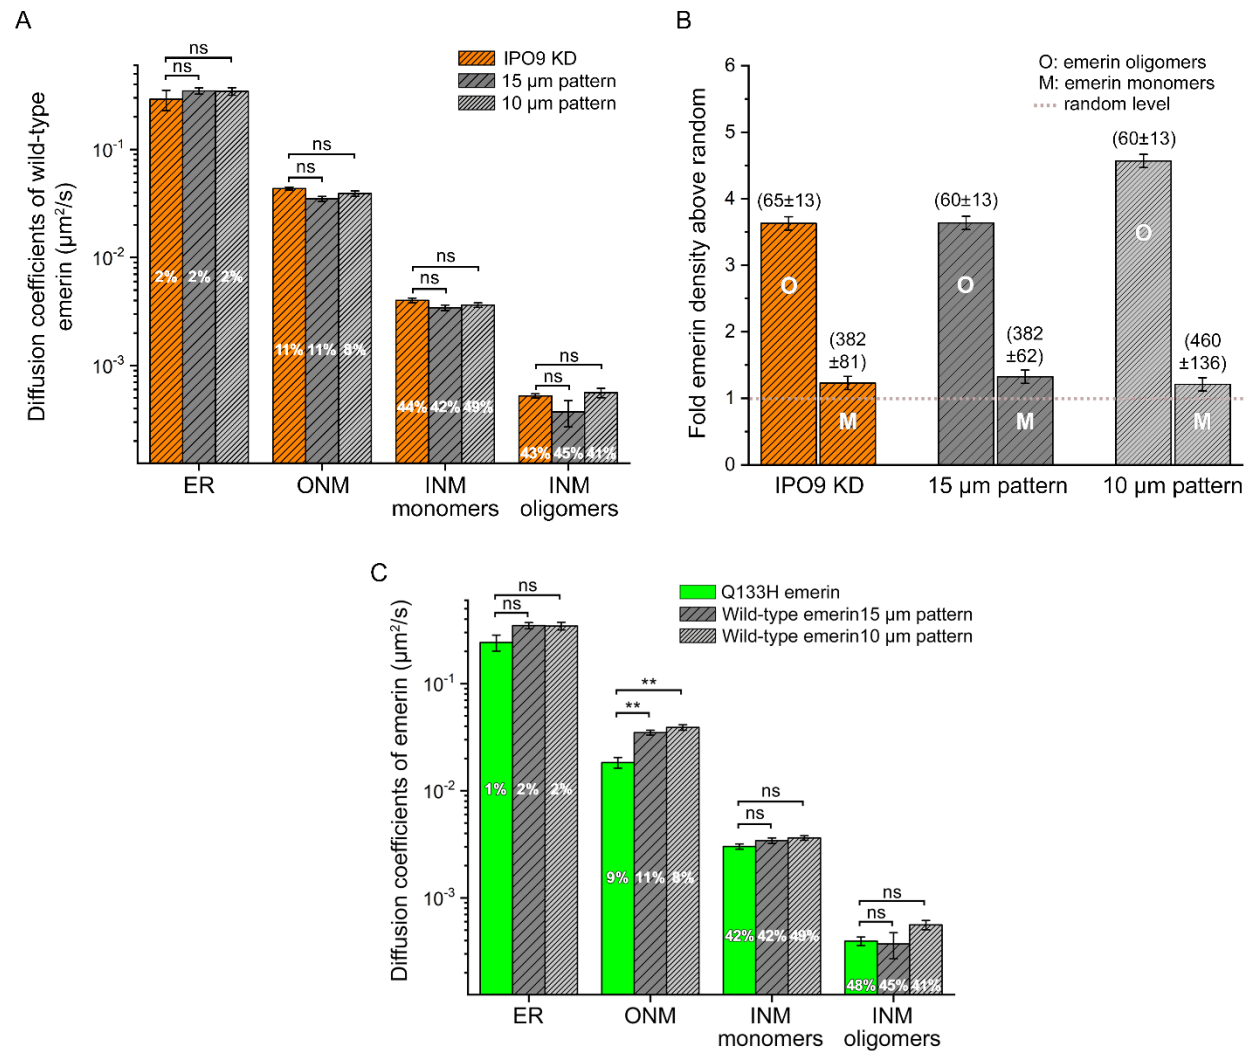 A
IPO9 KD
15 µm pattern
10 µm pattern
Diffusion coefficients of wild-type
emerin (µm²/s)
10⁻¹
10⁻²
10⁻³
ns
ns
ns
ns
ns
ns
ns
ns
2% 2% 2%
11% 11% 8%
44% 42% 49%
43% 45% 41%
ER ONM INM INM
monomers oligomers
B
O: emerin oligomers
M: emerin monomers
random level
Fold emerin density above random
6
5
4
3
2
1
0
(65±13)
(382
±81)
(60±13)
(382
±62)
(60±13)
(460
±136)
O
M
O
M
O
M
IPO9 KD 15 µm pattern 10 µm pattern
C
Q133H emerin
Wild-type emerin15 µm pattern
Wild-type emerin10 µm pattern
Diffusion coefficients of emerin (µm²/s)
10⁻¹
10⁻²
10⁻³
ns
ns
**
**
ns
ns
ns
ns
1% 2% 2%
9% 11% 8%
42% 42% 49%
48% 45% 41%
ER ONM INM INM
monomers oligomers